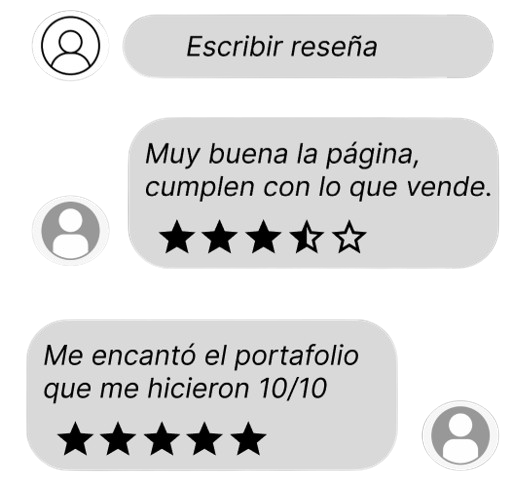 Escribir reseña
Muy buena la página,
cumplen con lo que vende.
Me encantó el portafolio
que me hicieron 10/10